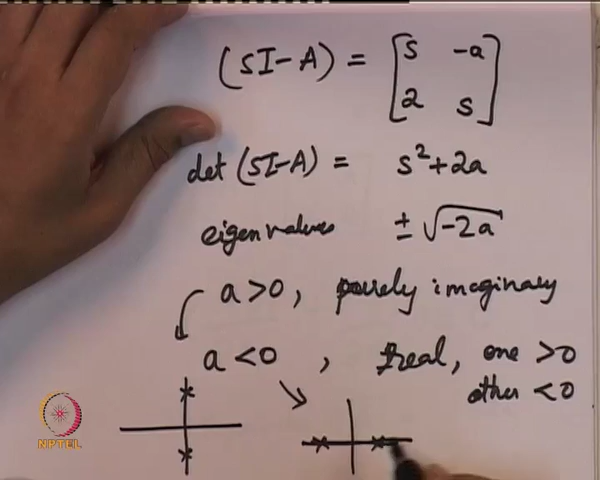 (SI-A) = [s -a
2 s]
det (SI-A) = s²+2a
eigenvalues ± √-2a
a>0, purely imaginary
a<0, real, one >0
other <0
NPTEL